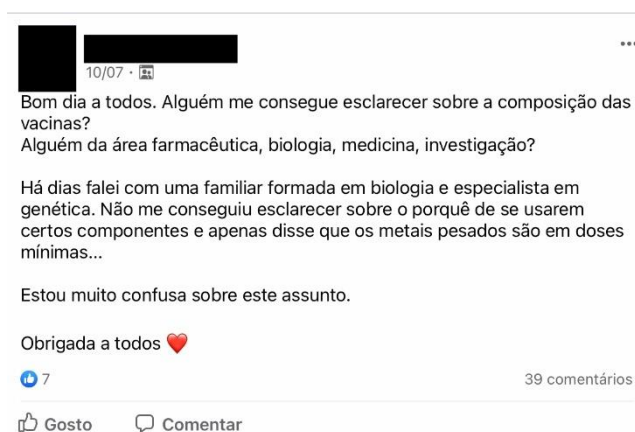 10/07 ·
Bom dia a todos. Alguém me consegue esclarecer sobre a composição das
vacinas?
Alguém da área farmacêutica, biologia, medicina, investigação?
Há dias falei com uma familiar formada em biologia e especialista em
genética. Não me conseguiu esclarecer sobre o porquê de se usarem
certos componentes e apenas disse que os metais pesados são em doses
mínimas...
Estou muito confusa sobre este assunto.
Obrigada a todos ❤️
7
39 comentários
Gosto
Comentar